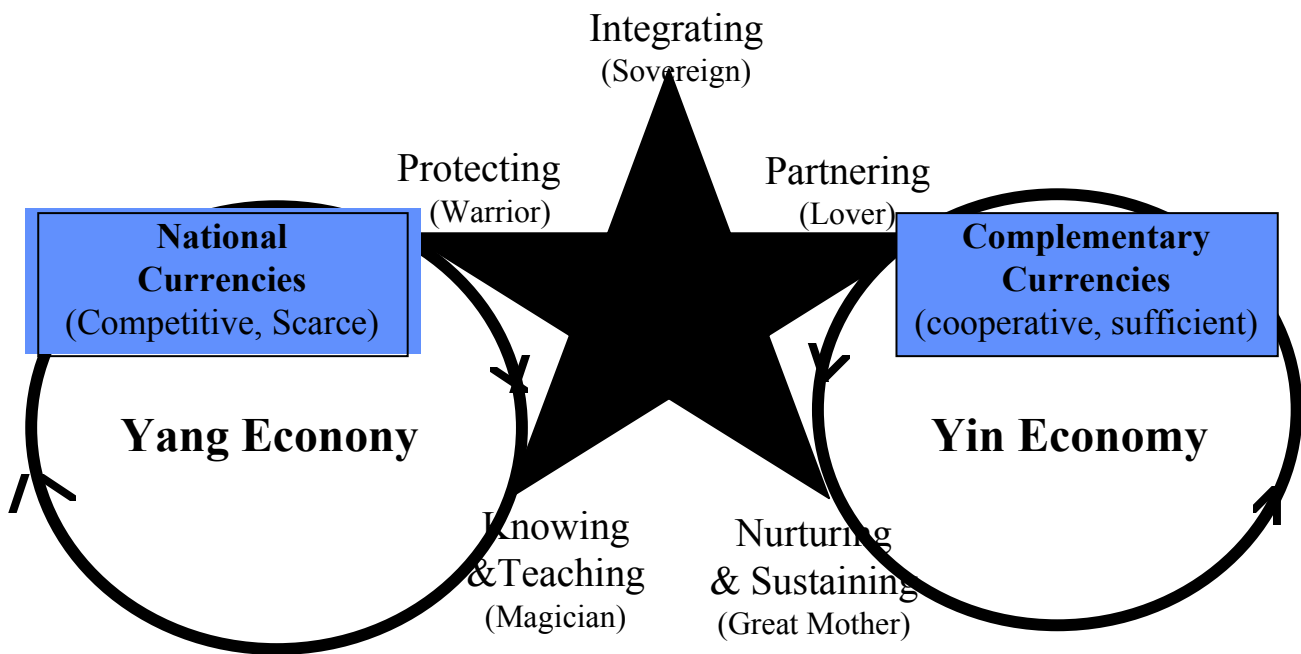 Integrating
(Sovereign)
Protecting
(Warrior)
Partnering
(Lover)
National
Currencies
(Competitive, Scarce)
Complementary
Currencies
(cooperative, sufficient)
Yang Econony
Yin Economy
Knowing
&Teaching
(Magician)
Nurturing
& Sustaining
(Great Mother)